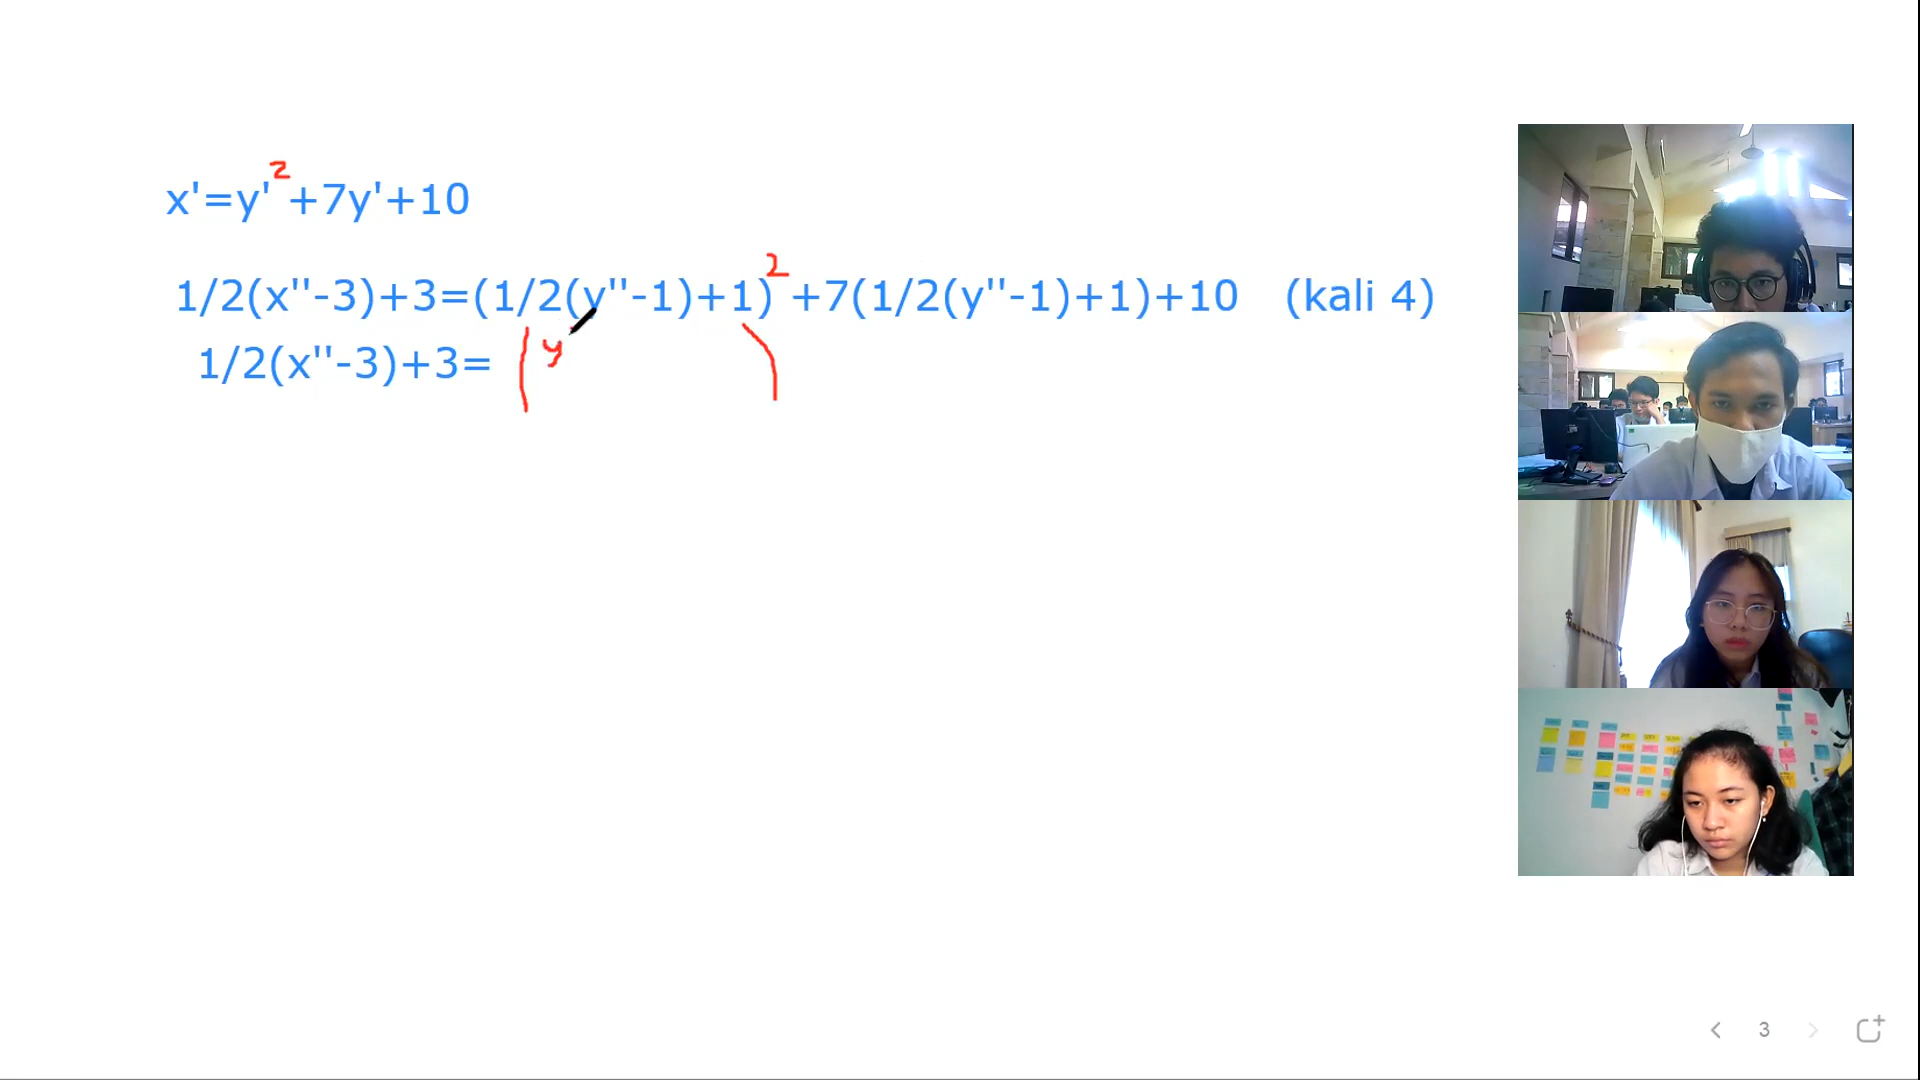 x'=y'²+7y'+10
1/2(x''-3)+3=(1/2(y''-1)+1)²+7(1/2(y''-1)+1)+10 (kali 4)
1/2(x''-3)+3= (y )
3